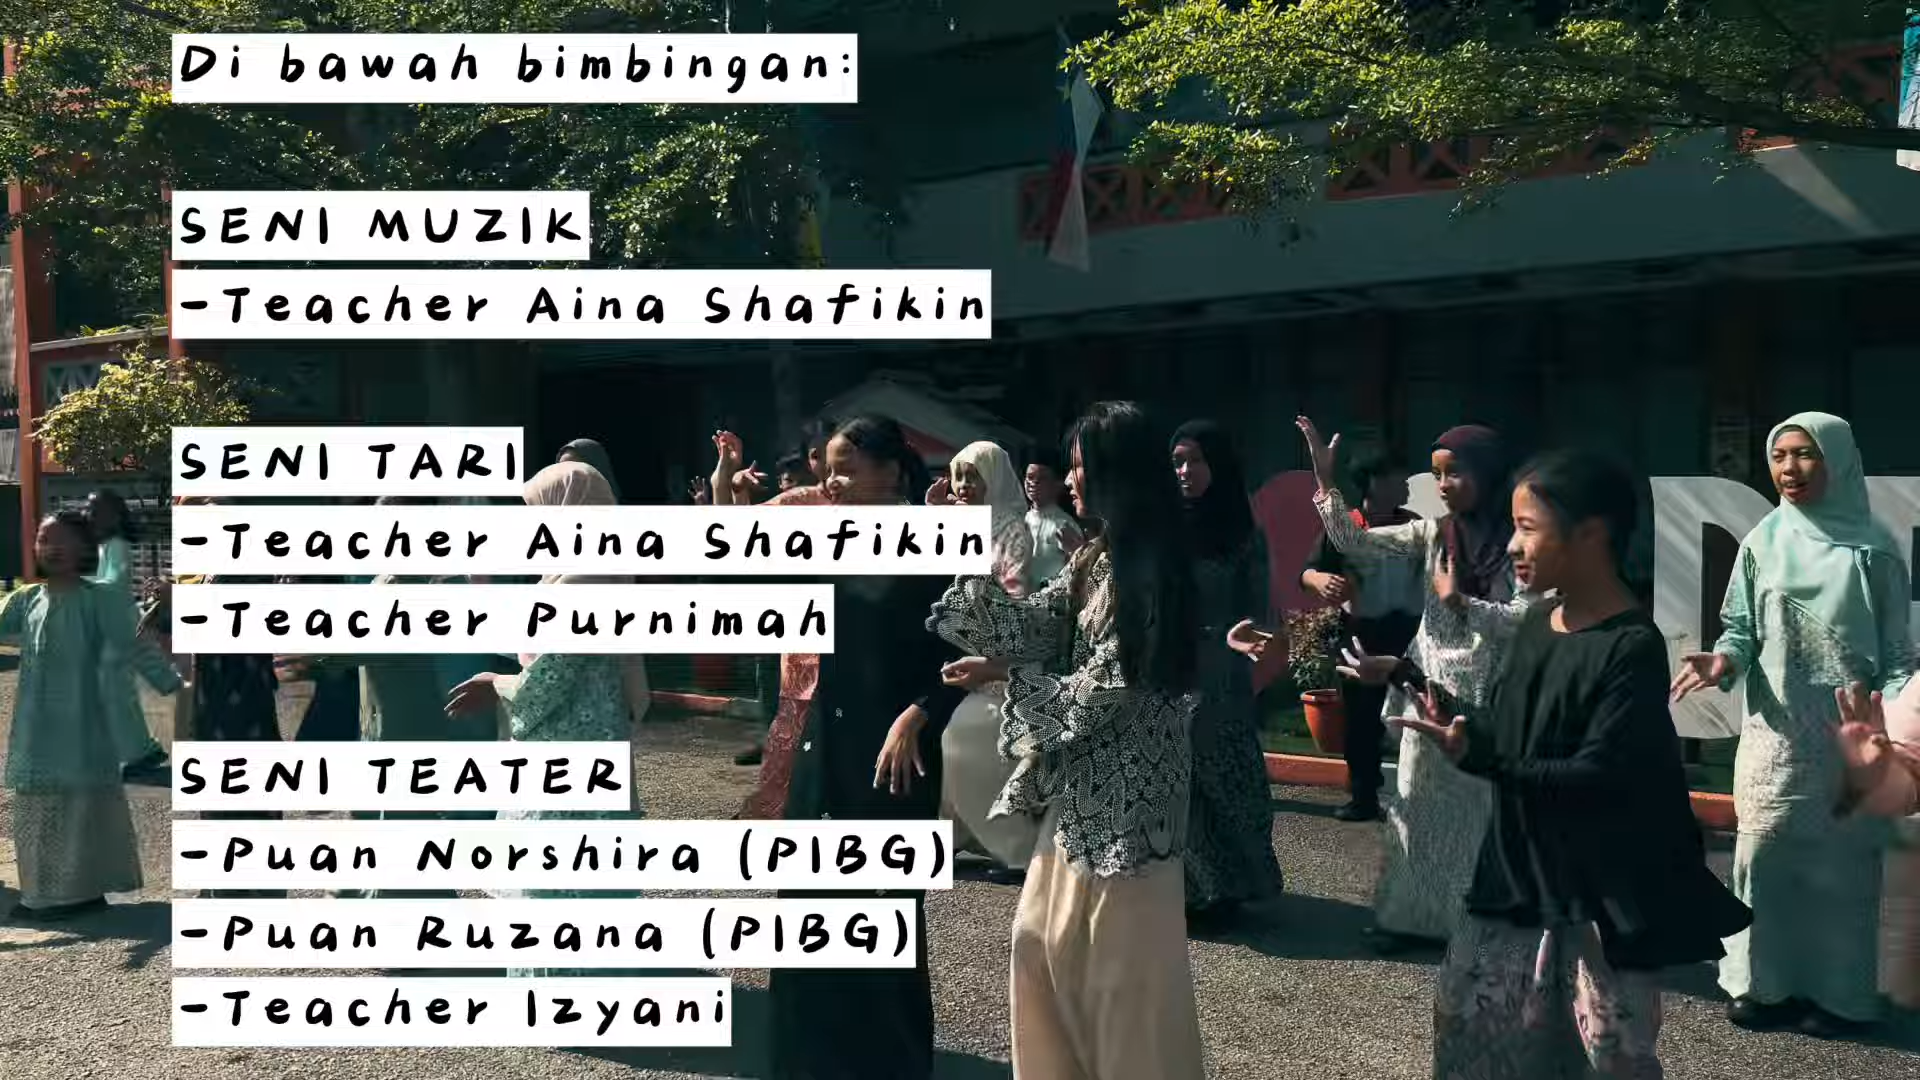 Di bawah bimbingan:
SENI MUZIK
-Teacher Aina Shafikin
SENI TARI
-Teacher Aina Shafikin
-Teacher Purnimah
SENI TEATER
-Puan Norshira (PIBG)
-Puan Ruzana (PIBG)
-Teacher Izyani